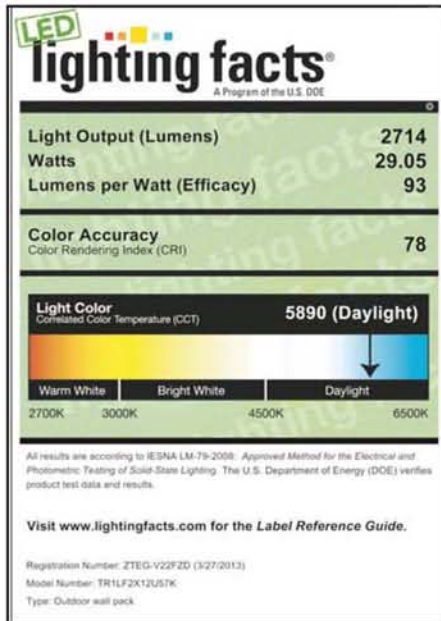 LED
lighting facts®
A Program of the U.S. DOE
Light Output (Lumens) 2714
Watts 29.05
Lumens per Watt (Efficacy) 93
Color Accuracy 78
Color Rendering Index (CRI)
Light Color 5890 (Daylight)
Correlated Color Temperature (CCT)
Warm White Bright White Daylight
2700K 3000K 4500K 6500K
All results are according to IESNA LM-79-2008: Approved Method for the Electrical and
Photometric Testing of Solid-State Lighting. The U.S. Department of Energy (DOE) verifies
product test data and results.
Visit www.lightingfacts.com for the Label Reference Guide.
Registration Number: ZTEG-V22FZD (3/27/2013)
Model Number: TR1LF2X12U57K
Type: Outdoor wall pack